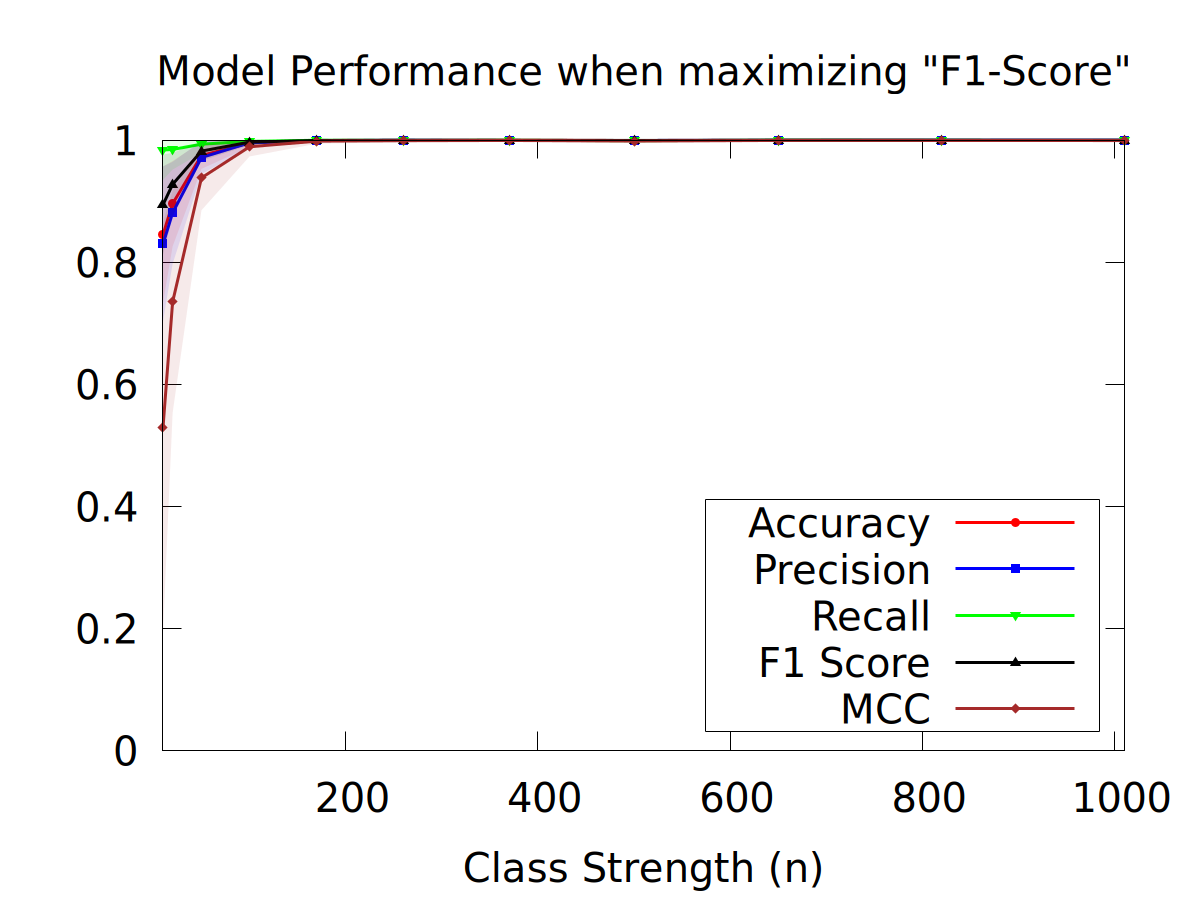 Model Performance when maximizing "F1-Score"
1
0.8
0.6
0.4
0.2
0
Accuracy
Precision
Recall
F1 Score
MCC
200 400 600 800 1000
Class Strength (n)